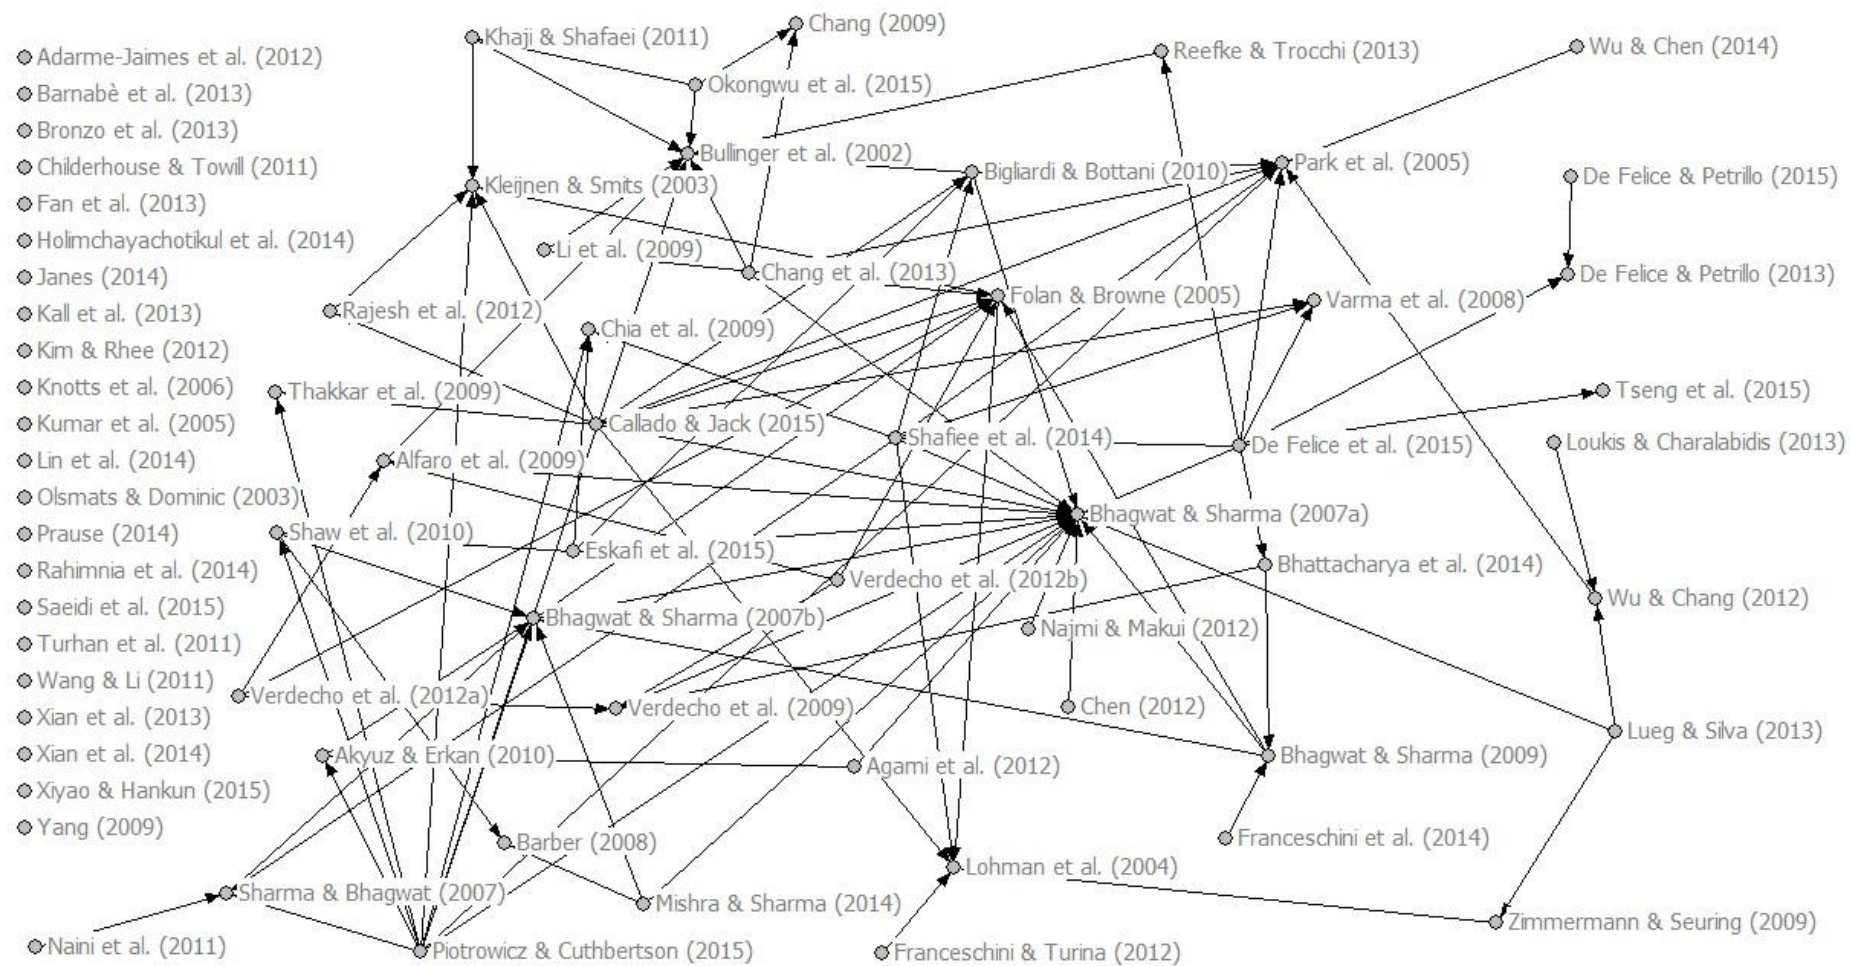 Adarme-Jaimes et al. (2012)
Barnabè et al. (2013)
Bronzo et al. (2013)
Childerhouse & Towill (2011)
Fan et al. (2013)
Holimchayachotikul et al. (2014)
Janes (2014)
Kall et al. (2013)
Kim & Rhee (2012)
Knotts et al. (2006)
Kumar et al. (2005)
Lin et al. (2014)
Olsmats & Dominic (2003)
Prause (2014)
Rahimnia et al. (2014)
Saeidi et al. (2015)
Turhan et al. (2011)
Wang & Li (2011)
Xian et al. (2013)
Xian et al. (2014)
Xiyao & Hankun (2015)
Yang (2009)
Chang (2009)
Khaji & Shafaei (2011)
Wu & Chen (2014)
Reefke & Trocchi (2013)
Okongwu et al. (2015)
Bullinger et al. (2002)
Park et al. (2005)
Bigliardi & Bottani (2010)
De Felice & Petrillo (2015)
Kleijnen & Smits (2003)
Li et al. (2009)
Chang et al. (2013)
De Felice & Petrillo (2013)
Folan & Browne (2005)
Varma et al. (2008)
Rajesh et al. (2012)
Chia et al. (2009)
Tseng et al. (2015)
Thakkar et al. (2009)
Callado & Jack (2015)
Shafiee et al. (2014)
Loukis & Charalabidis (2013)
De Felice et al. (2015)
Alfaro et al. (2009)
Bhagwat & Sharma (2007a)
Shaw et al. (2010)
Eskafi et al. (2015)
Bhattacharya et al. (2014)
Verdecho et al. (2012b)
Wu & Chang (2012)
Bhagwat & Sharma (2007b)
Najmi & Makui (2012)
Verdecho et al. (2012a)
Verdecho et al. (2009)
Chen (2012)
Lueg & Silva (2013)
Akyuz & Erkan (2010)
Bhagwat & Sharma (2009)
Agami et al. (2012)
Franceschini et al. (2014)
Barber (2008)
Lohman et al. (2004)
Sharma & Bhagwat (2007)
Mishra & Sharma (2014)
Zimmermann & Seuring (2009)
Naini et al. (2011)
Piotrowicz & Cuthbertson (2015)
Franceschini & Turina (2012)